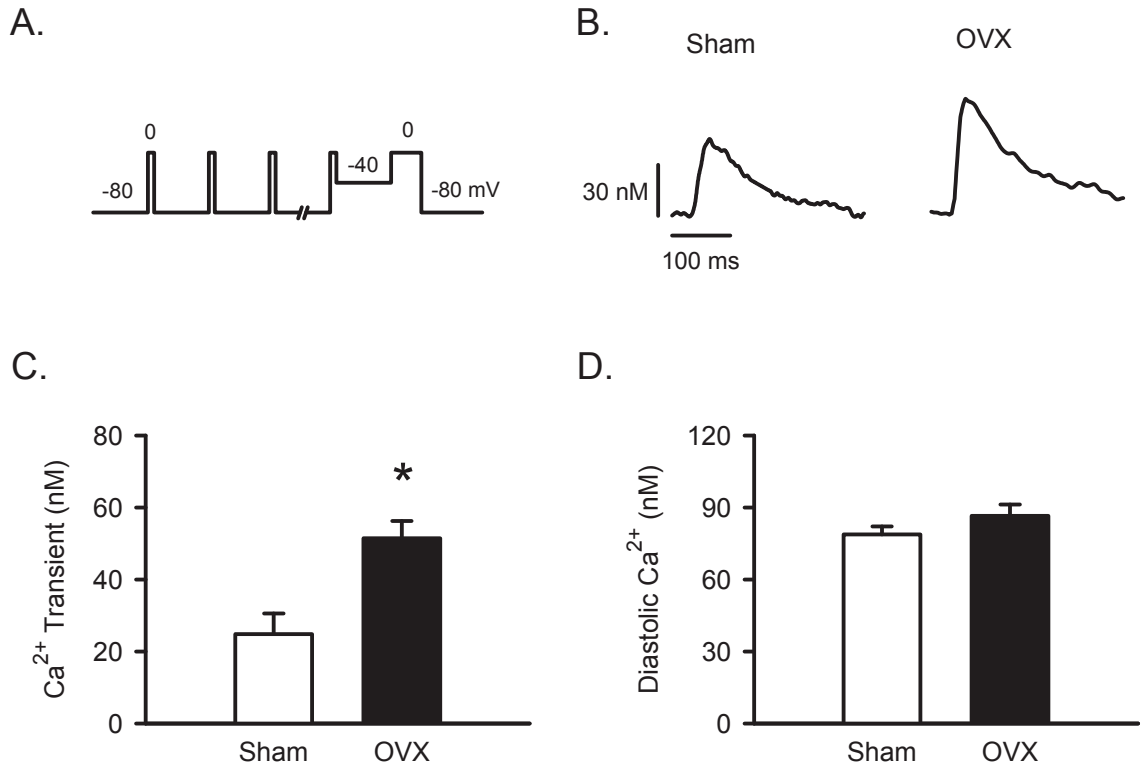 A.
0
0
-40
-80
-80 mV
B.
Sham
OVX
30 nM
100 ms
C.
Ca²⁺ Transient (nM)
80
60
40
20
0
*
Sham
OVX
D.
Diastolic Ca²⁺ (nM)
120
90
60
30
0
Sham
OVX